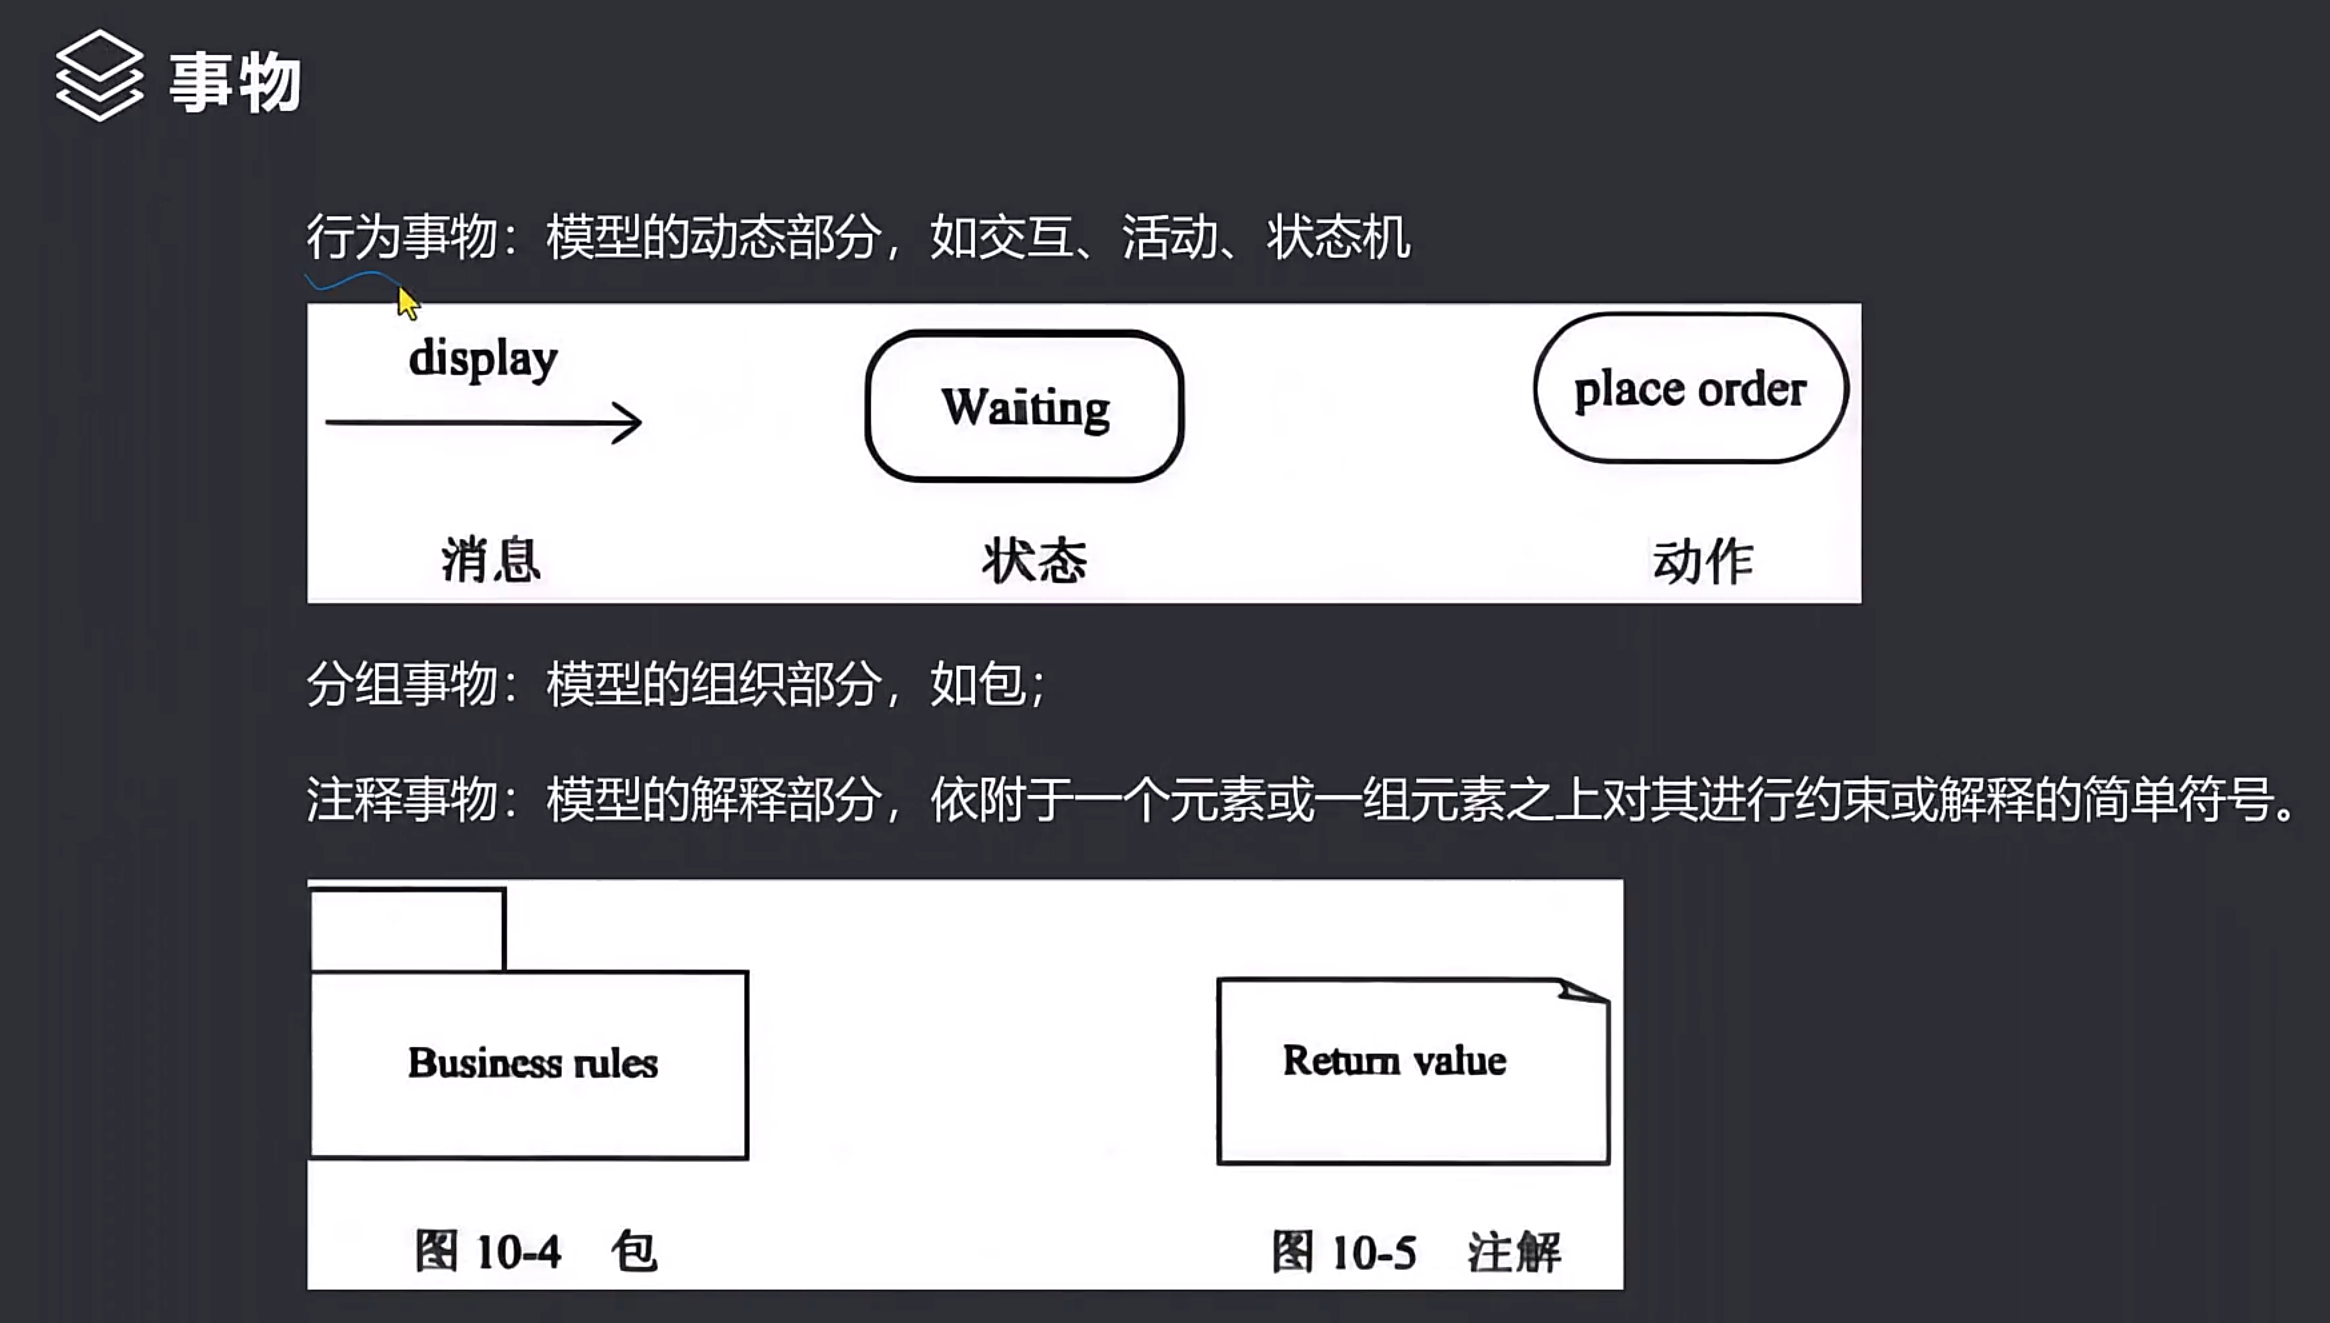 事物
行为事物：模型的动态部分，如交互、活动、状态机
display
Waiting
place order
消息
状态
动作
分组事物：模型的组织部分，如包；
注释事物：模型的解释部分，依附于一个元素或一组元素之上对其进行约束或解释的简单符号。
Business rules
Return value
图 10-4 包
图 10-5 注解